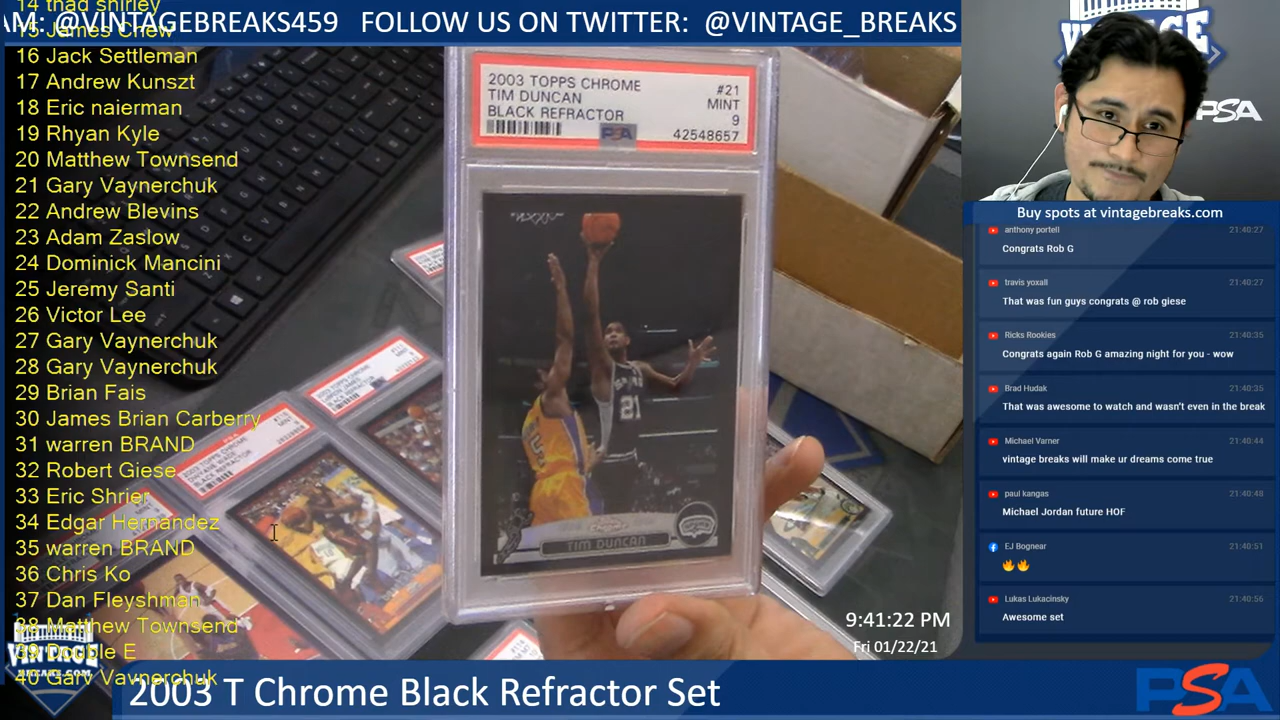 AM: @VINTAGEBREAKS459 FOLLOW US ON TWITTER: @VINTAGE_BREAKS
14 thad shirley
15 James Chew
16 Jack Settleman
17 Andrew Kunszt
18 Eric naierman
19 Rhyan Kyle
20 Matthew Townsend
21 Gary Vaynerchuk
22 Andrew Blevins
23 Adam Zaslow
24 Dominick Mancini
25 Jeremy Santi
26 Victor Lee
27 Gary Vaynerchuk
28 Gary Vaynerchuk
29 Brian Fais
30 James Brian Carberry
31 warren BRAND
32 Robert Giese
33 Eric Shrier
34 Edgar Hernandez
35 warren BRAND
36 Chris Ko
37 Dan Fleyshman
38 Matthew Townsend
39 Double E
40 Gary Vaynerchuk
2003 TOPPS CHROME #21
TIM DUNCAN MINT
BLACK REFRACTOR 9
PSA 42548657
21
TIM DUNCAN
PSA
Buy spots at vintagebreaks.com
anthony portell 21:40:27
Congrats Rob G
travis yoxall 21:40:27
That was fun guys congrats @ rob giese
Ricks Rookies 21:40:35
Congrats again Rob G amazing night for you - wow
Brad Hudak 21:40:35
That was awesome to watch and wasn't even in the break
Michael Varner 21:40:44
vintage breaks will make ur dreams come true
paul kangas 21:40:48
Michael Jordan future HOF
EJ Bognear 21:40:51
🔥🔥
Lukas Lukacinsky 21:40:56
Awesome set
9:41:22 PM
Fri 01/22/21
VINTAGE
BREAKS.COM
2003 T Chrome Black Refractor Set
PSA